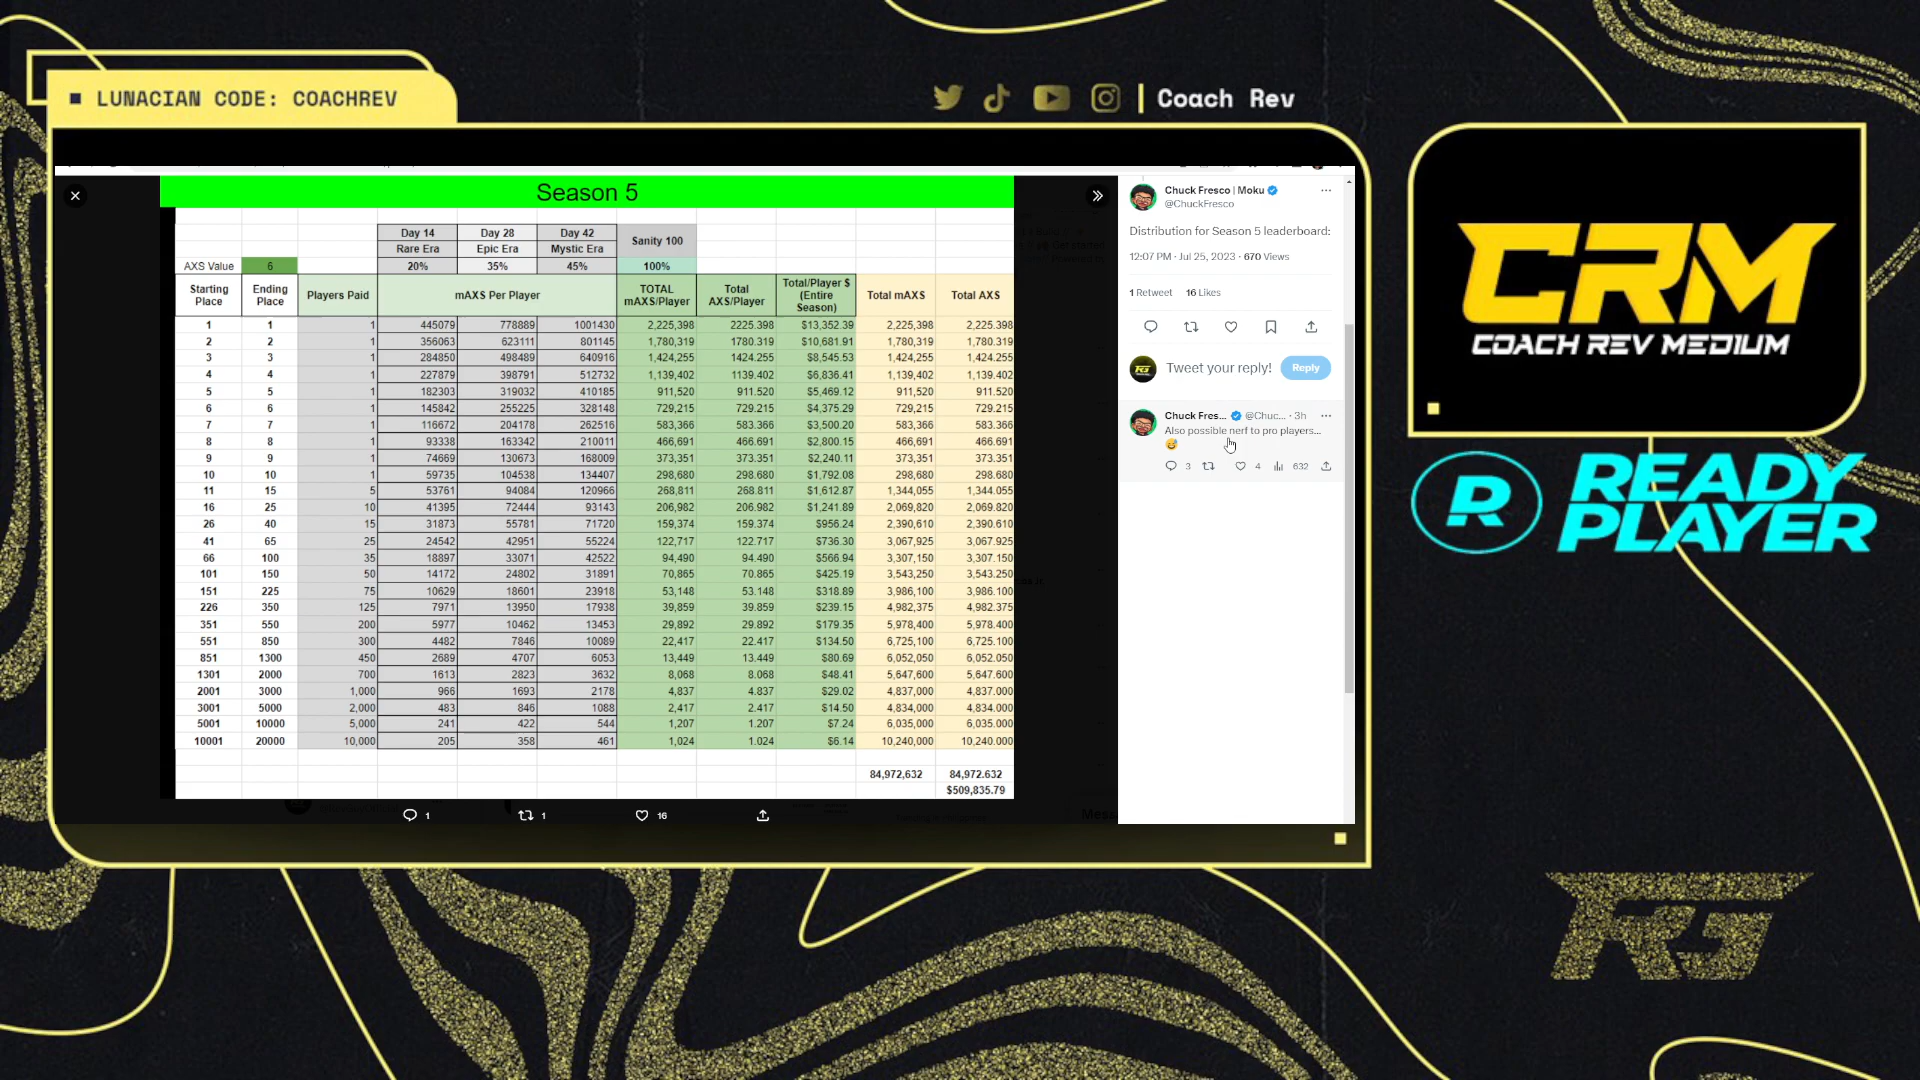 LUNACIAN CODE: COACHREV
Coach Rev
Season 5
Day 14 Day 28 Day 42 Sanity 100
Rare Era Epic Era Mystic Era
AXS Value 6 20% 35% 45% 100%
Starting Place Ending Place Players Paid mAXS Per Player TOTAL mAXS/Player Total AXS/Player Total/Player $ (Entire Season) Total mAXS Total AXS
1 1 1 445079 778889 1001430 2,225,398 2225.398 $13,352.39 2,225,398 2,225.398
2 2 1 356063 623111 801145 1,780,319 1780.319 $10,681.91 1,780,319 1,780.319
3 3 1 284850 498489 640916 1,424,255 1424.255 $8,545.53 1,424,255 1,424.255
4 4 1 227879 398791 512732 1,139,402 1139.402 $6,836.41 1,139,402 1,139.402
5 5 1 182303 319032 410185 911,520 911.520 $5,469.12 911,520 911.520
6 6 1 145842 255225 328148 729,215 729.215 $4,375.29 729,215 729.215
7 7 1 116672 204178 262516 583,366 583.366 $3,500.20 583,366 583.366
8 8 1 93338 163342 210011 466,691 466.691 $2,800.15 466,691 466.691
9 9 1 74669 130673 168009 373,351 373.351 $2,240.11 373,351 373.351
10 10 1 59735 104538 134407 298,680 298.680 $1,792.08 298,680 298.680
11 15 5 53761 94084 120966 268,811 268.811 $1,612.87 1,344,055 1,344.055
16 25 10 41395 72444 93143 206,982 206.982 $1,241.89 2,069,820 2,069.820
26 40 15 31873 55781 71720 159,374 159.374 $956.24 2,390,610 2,390.610
41 65 25 24542 42951 55224 122,717 122.717 $736.30 3,067,925 3,067.925
66 100 35 18897 33071 42522 94,490 94.490 $566.94 3,307,150 3,307.150
101 150 50 14172 24802 31891 70,865 70.865 $425.19 3,543,250 3,543.250
151 225 75 10629 18601 23918 53,148 53.148 $318.89 3,986,100 3,986.100
226 350 125 7971 13950 17938 39,859 39.859 $239.15 4,982,375 4,982.375
351 550 200 5977 10462 13453 29,892 29.892 $179.35 5,978,400 5,978.400
551 850 300 4482 7846 10089 22,417 22.417 $134.50 6,725,100 6,725.100
851 1300 450 2689 4707 6053 13,449 13.449 $80.69 6,052,050 6,052.050
1301 2000 700 1613 2823 3632 8,068 8.068 $48.41 5,647,600 5,647.600
2001 3000 1,000 966 1693 2178 4,837 4.837 $29.02 4,837,000 4,837.000
3001 5000 2,000 483 846 1088 2,417 2.417 $14.50 4,834,000 4,834.000
5001 10000 5,000 241 422 544 1,207 1.207 $7.24 6,035,000 6,035.000
10001 20000 10,000 205 358 461 1,024 1.024 $6.14 10,240,000 10,240.000
84,972,632 84,972.632
$509,835.79
1 1 16
Chuck Fresco | Moku
@ChuckFresco
Distribution for Season 5 leaderboard:
12:07 PM · Jul 25, 2023 · 670 Views
1 Retweet 16 Likes
Tweet your reply! Reply
Chuck Fres... @Chuc... · 3h
Also possible nerf to pro players...
😅
3 4 632
CRM
COACH REV MEDIUM
R READY
PLAYER